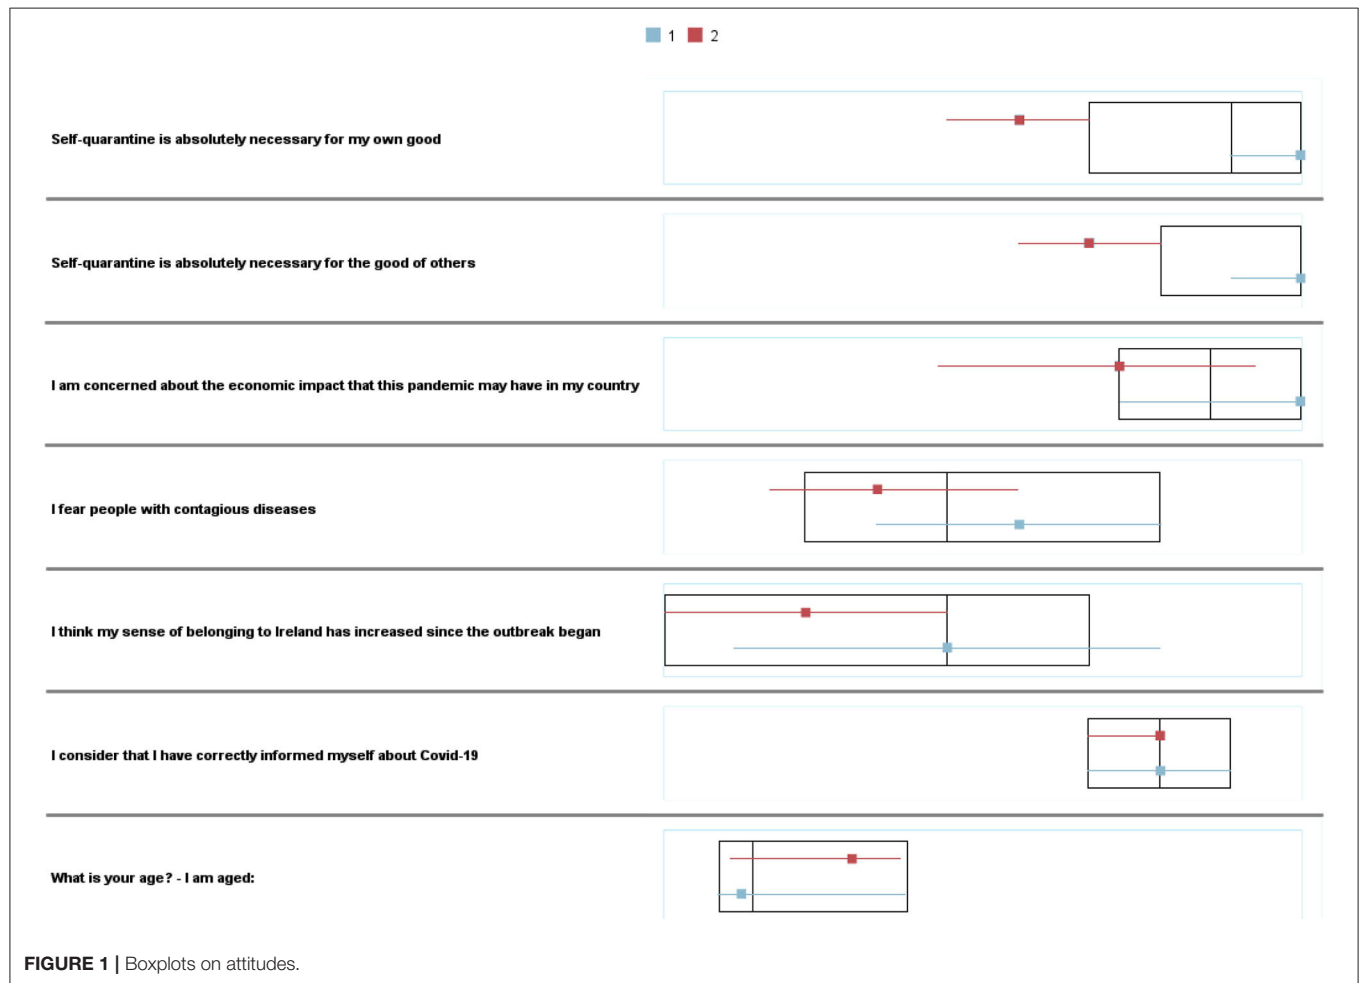 1 2
Self-quarantine is absolutely necessary for my own good
Self-quarantine is absolutely necessary for the good of others
I am concerned about the economic impact that this pandemic may have in my country
I fear people with contagious diseases
I think my sense of belonging to Ireland has increased since the outbreak began
I consider that I have correctly informed myself about Covid-19
What is your age? - I am aged:
FIGURE 1 | Boxplots on attitudes.